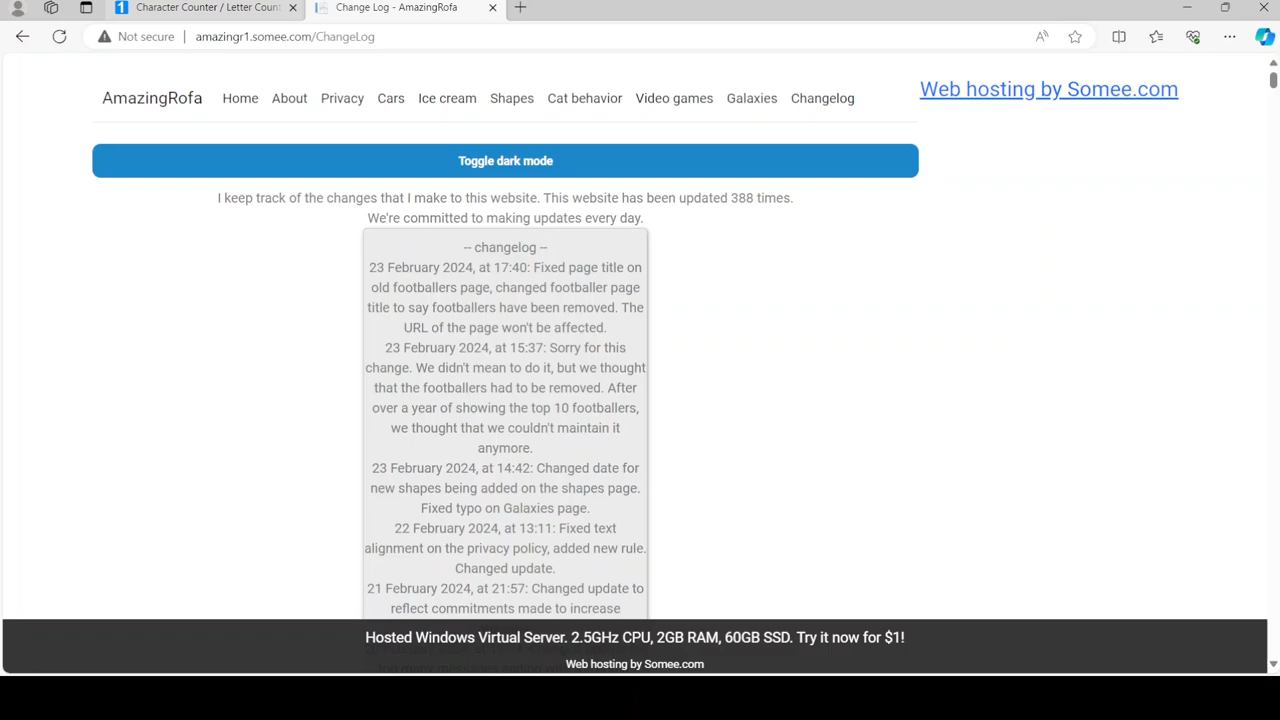 Character Counter / Letter Count
Change Log - AmazingRofa
Not secure
amazingr1.somee.com/ChangeLog
AmazingRofa Home About Privacy Cars Ice cream Shapes Cat behavior Video games Galaxies Changelog
Web hosting by Somee.com
Toggle dark mode
I keep track of the changes that I make to this website. This website has been updated 388 times.
We're committed to making updates every day.
-- changelog --
23 February 2024, at 17:40: Fixed page title on
old footballers page, changed footballer page
title to say footballers have been removed. The
URL of the page won't be affected.
23 February 2024, at 15:37: Sorry for this
change. We didn't mean to do it, but we thought
that the footballers had to be removed. After
over a year of showing the top 10 footballers,
we thought that we couldn't maintain it
anymore.
23 February 2024, at 14:42: Changed date for
new shapes being added on the shapes page.
Fixed typo on Galaxies page.
22 February 2024, at 13:11: Fixed text
alignment on the privacy policy, added new rule.
Changed update.
21 February 2024, at 21:57: Changed update to
reflect commitments made to increase
Hosted Windows Virtual Server. 2.5GHz CPU, 2GB RAM, 60GB SSD. Try it now for $1!
Web hosting by Somee.com